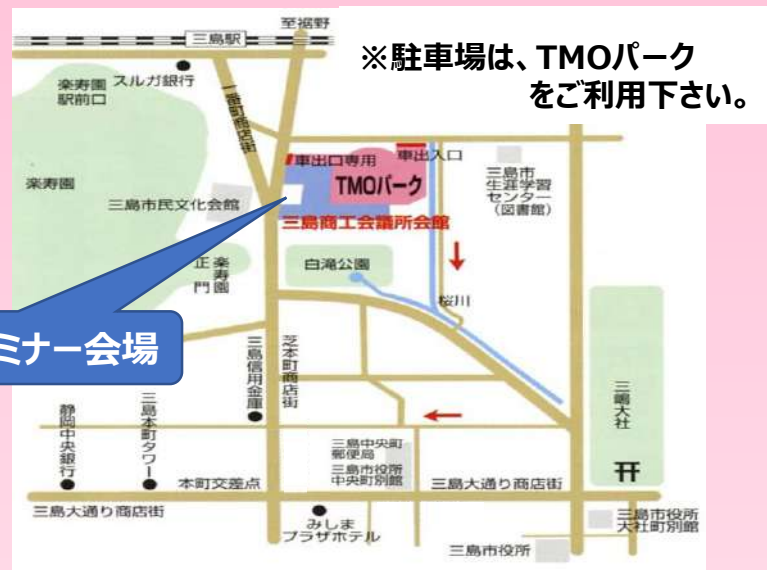 至裾野
三島駅
※駐車場は、TMOパーク
をご利用下さい。
楽寿園
駅前口
スルガ銀行
一番町商店街
車出口専用
車出入口
TMOパーク
三島市
生涯学習
センター
(図書館)
楽寿園
三島市民文化会館
三島商工会議所会館
楽寿園
正門
白滝公園
桜川
ミナー会場
三島信用金庫
芝本町商店街
三嶋大社
静岡中央銀行
三島本町タワー
三島中央町
郵便局
三島市役所
中央町別館
本町交差点
三島大通り商店街
三島大通り商店街
みしま
プラザホテル
三島市役所
大社町別館
三島市役所